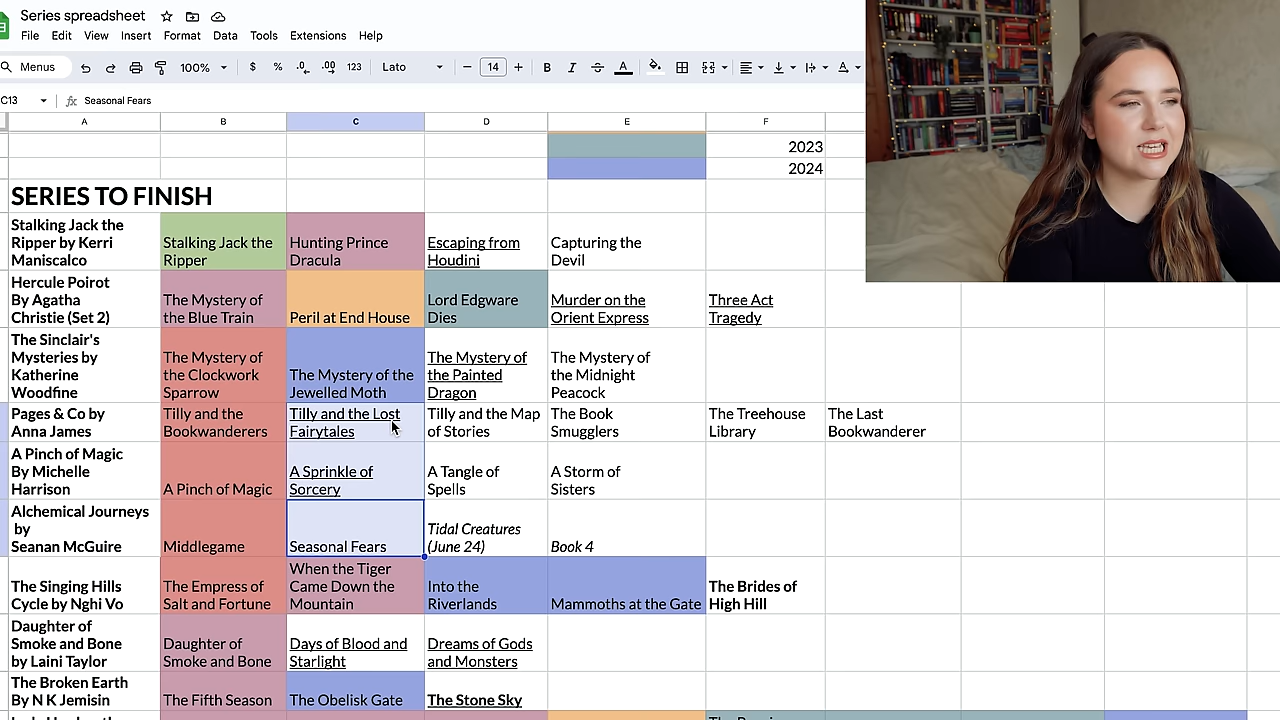 Series spreadsheet
File Edit View Insert Format Data Tools Extensions Help
Menus 100% $ % .0 .00 123 Lato 14 B I S A A
C13 fx Seasonal Fears
A B C D E F
2023
2024
SERIES TO FINISH
Stalking Jack the
Ripper by Kerri
Maniscalco
Stalking Jack the
Ripper
Hunting Prince
Dracula
Escaping from
Houdini
Capturing the
Devil
Hercule Poirot
By Agatha
Christie (Set 2)
The Mystery of
the Blue Train
Peril at End House
Lord Edgware
Dies
Murder on the
Orient Express
Three Act
Tragedy
The Sinclair's
Mysteries by
Katherine
Woodfine
The Mystery of
the Clockwork
Sparrow
The Mystery of the
Jewelled Moth
The Mystery of
the Painted
Dragon
The Mystery of
the Midnight
Peacock
Pages & Co by
Anna James
Tilly and the
Bookwanderers
Tilly and the Lost
Fairytales
Tilly and the Map
of Stories
The Book
Smugglers
The Treehouse
Library
The Last
Bookwanderer
A Pinch of Magic
By Michelle
Harrison
A Pinch of Magic
A Sprinkle of
Sorcery
A Tangle of
Spells
A Storm of
Sisters
Alchemical Journeys
by
Seanan McGuire
Middlegame
Seasonal Fears
Tidal Creatures
(June 24)
Book 4
The Singing Hills
Cycle by Nghi Vo
The Empress of
Salt and Fortune
When the Tiger
Came Down the
Mountain
Into the
Riverlands
Mammoths at the Gate
The Brides of
High Hill
Daughter of
Smoke and Bone
by Laini Taylor
Daughter of
Smoke and Bone
Days of Blood and
Starlight
Dreams of Gods
and Monsters
The Broken Earth
By N K Jemisin
The Fifth Season
The Obelisk Gate
The Stone Sky